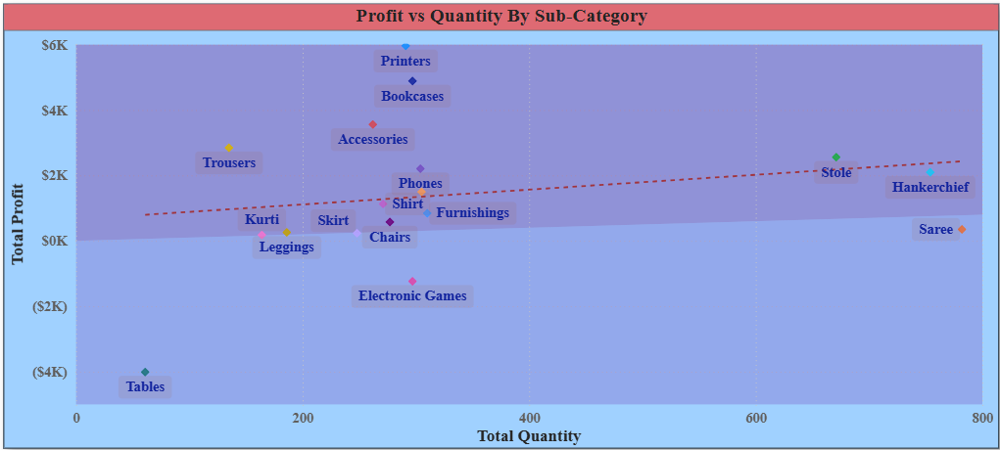 Profit vs Quantity By Sub-Category
$6K
Printers
Bookcases
$4K
Accessories
Trousers
$2K
Stole
Phones
Hankerchief
Shirt
Furnishings
Kurti
Skirt
Saree
Chairs
$0K
Leggings
Electronic Games
($2K)
($4K)
Tables
Total Profit
0 200 400 600 800
Total Quantity